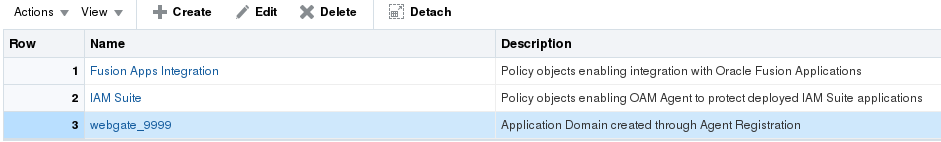 Actions View Create Edit Delete Detach
Row Name Description
1 Fusion Apps Integration Policy objects enabling integration with Oracle Fusion Applications
2 IAM Suite Policy objects enabling OAM Agent to protect deployed IAM Suite applications
3 webgate_9999 Application Domain created through Agent Registration